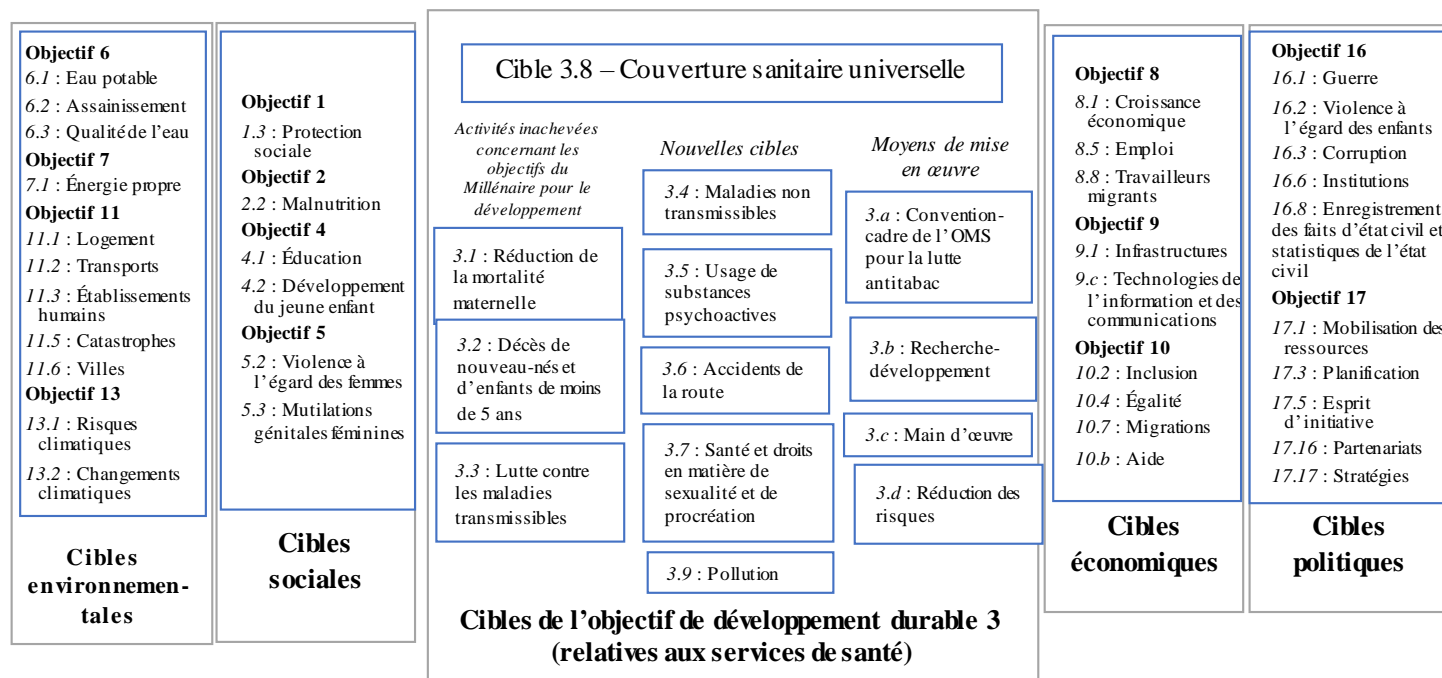 Objectif 6
6.1 : Eau potable
6.2 : Assainissement
6.3 : Qualité de l'eau
Objectif 7
7.1 : Énergie propre
Objectif 11
11.1 : Logement
11.2 : Transports
11.3 : Établissements
humains
11.5 : Catastrophes
11.6 : Villes
Objectif 13
13.1 : Risques
climatiques
13.2 : Changements
climatiques
Cibles
environnemen-
tales
Objectif 1
1.3 : Protection
sociale
Objectif 2
2.2 : Malnutrition
Objectif 4
4.1 : Éducation
4.2 : Développement
du jeune enfant
Objectif 5
5.2 : Violence à
l'égard des femmes
5.3 : Mutilations
génitales féminines
Cibles
sociales
Cible 3.8 – Couverture sanitaire universelle
Activités inachevées
concernant les
objectifs du
Millénaire pour le
développement
3.1 : Réduction de
la mortalité
maternelle
3.2 : Décès de
nouveau-nés et
d'enfants de moins
de 5 ans
3.3 : Lutte contre
les maladies
transmissibles
Nouvelles cibles
3.4 : Maladies non
transmissibles
3.5 : Usage de
substances
psychoactives
3.6 : Accidents de
la route
3.7 : Santé et droits
en matière de
sexualité et de
procréation
3.9 : Pollution
Moyens de mise
en œuvre
3.a : Convention-
cadre de l'OMS
pour la lutte
antitabac
3.b : Recherche-
développement
3.c : Main d'œuvre
3.d : Réduction des
risques
Cibles de l'objectif de développement durable 3
(relatives aux services de santé)
Objectif 8
8.1 : Croissance
économique
8.5 : Emploi
8.8 : Travailleurs
migrants
Objectif 9
9.1 : Infrastructures
9.c : Technologies de
l'information et des
communications
Objectif 10
10.2 : Inclusion
10.4 : Égalité
10.7 : Migrations
10.b : Aide
Cibles
économiques
Objectif 16
16.1 : Guerre
16.2 : Violence à
l'égard des enfants
16.3 : Corruption
16.6 : Institutions
16.8 : Enregistrement
des faits d'état civil et
statistiques de l'état
civil
Objectif 17
17.1 : Mobilisation des
ressources
17.3 : Planification
17.5 : Esprit
d'initiative
17.16 : Partenariats
17.17 : Stratégies
Cibles
politiques